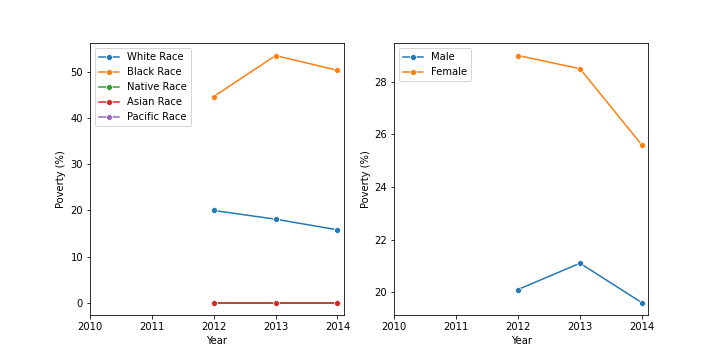 White Race
Black Race
Native Race
Asian Race
Pacific Race
50
40
30
20
10
0
Poverty (%)
2010 2011 2012 2013 2014
Year
Male
Female
28
26
24
22
20
Poverty (%)
2010 2011 2012 2013 2014
Year